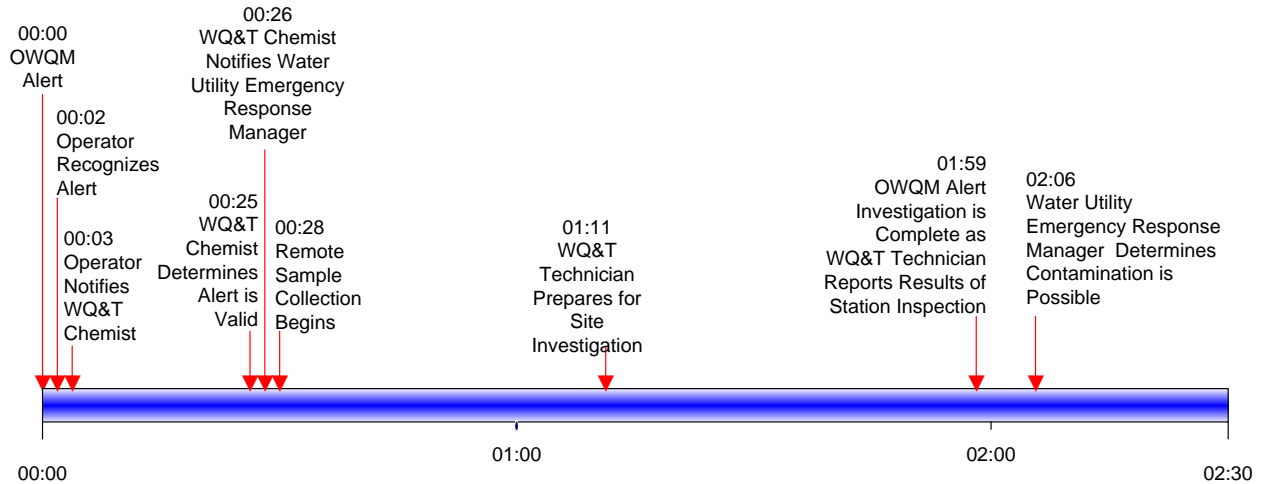 00:00
OWQM
Alert
00:02
Operator
Recognizes
Alert
00:03
Operator
Notifies
WQ&T
Chemist
00:25
WQ&T
Chemist
Determines
Alert is
Valid
00:26
WQ&T Chemist
Notifies Water
Utility Emergency
Response
Manager
00:28
Remote
Sample
Collection
Begins
01:11
WQ&T
Technician
Prepares for
Site
Investigation
01:59
OWQM Alert
Investigation is
Complete as
WQ&T Technician
Reports Results of
Station Inspection
02:06
Water Utility
Emergency Response
Manager Determines
Contamination is
Possible
00:00
01:00
02:00
02:30